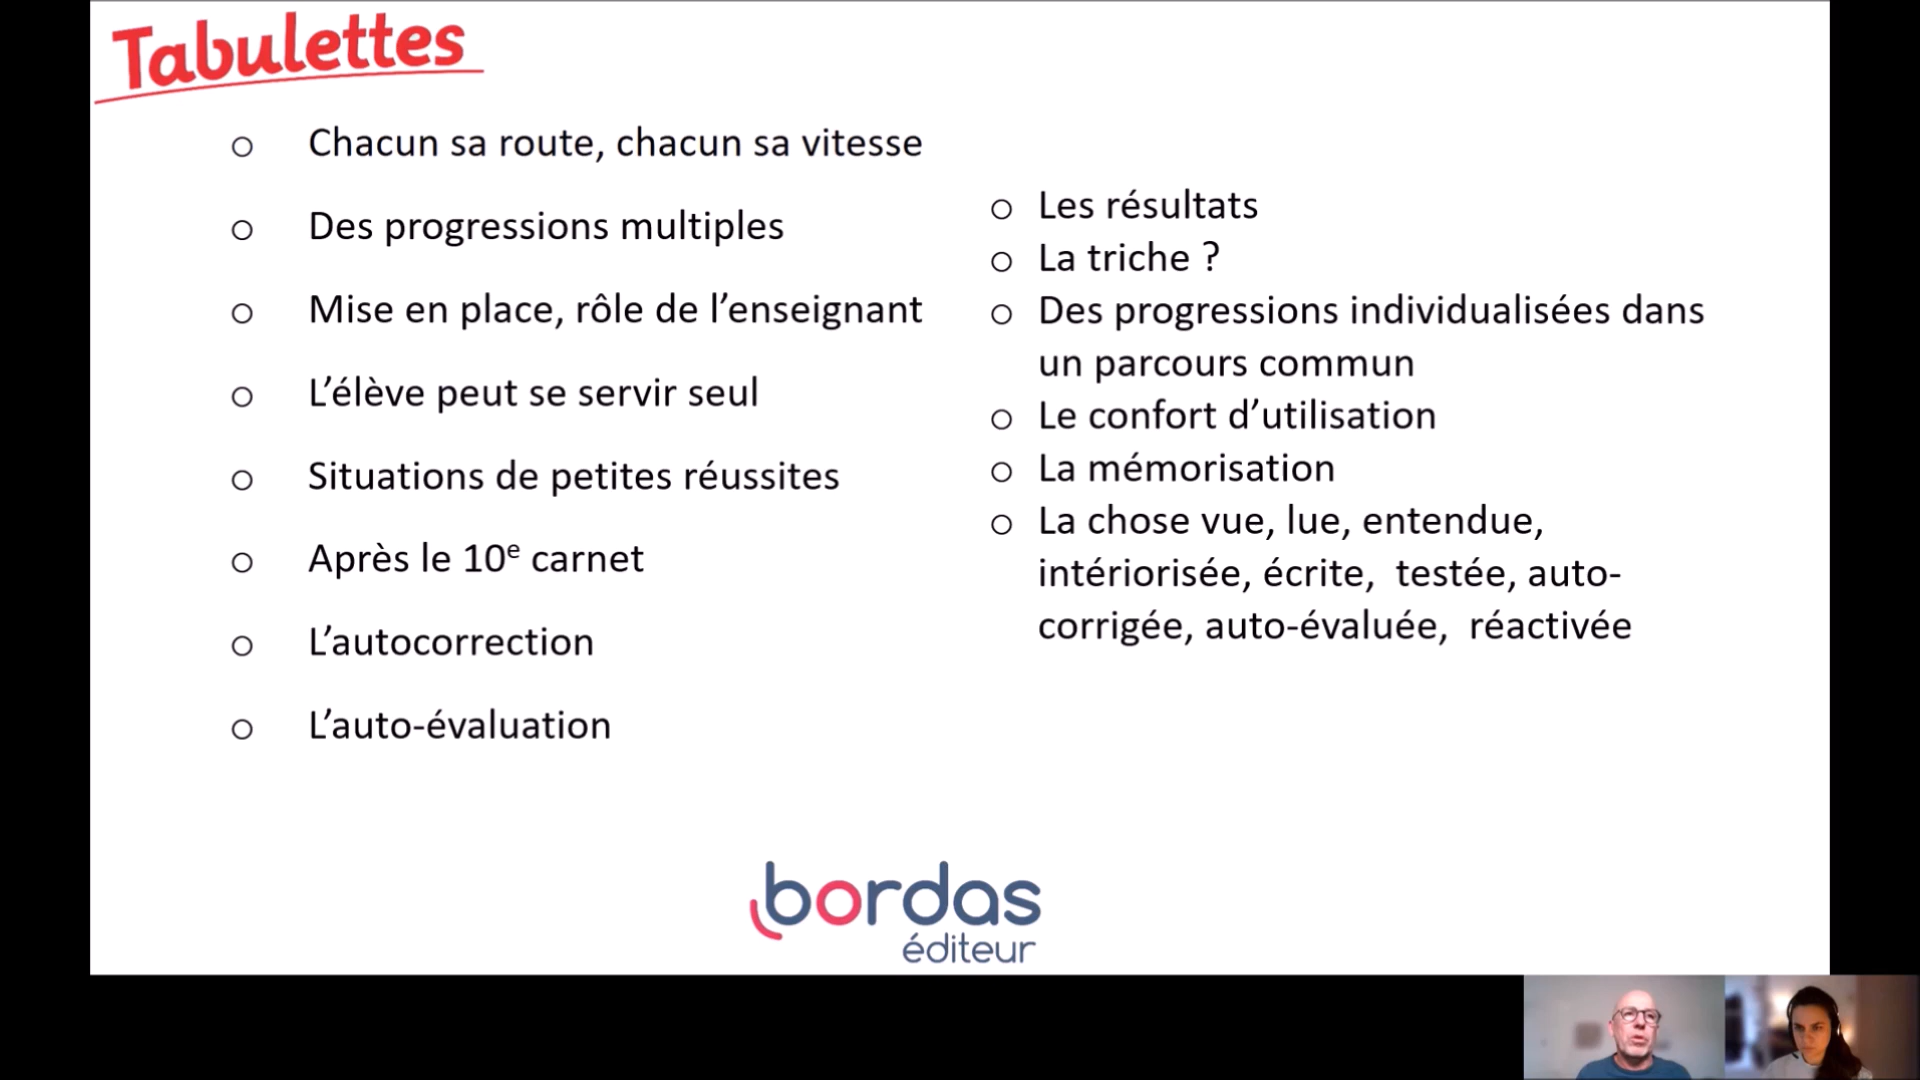 Tabulettes
o Chacun sa route, chacun sa vitesse
o Des progressions multiples
o Mise en place, rôle de l’enseignant
o L’élève peut se servir seul
o Situations de petites réussites
o Après le 10e carnet
o L’autocorrection
o L’auto-évaluation
o Les résultats
o La triche ?
o Des progressions individualisées dans
un parcours commun
o Le confort d’utilisation
o La mémorisation
o La chose vue, lue, entendue,
intériorisée, écrite,  testée, auto-
corrigée, auto-évaluée,  réactivée
bordas
éditeur